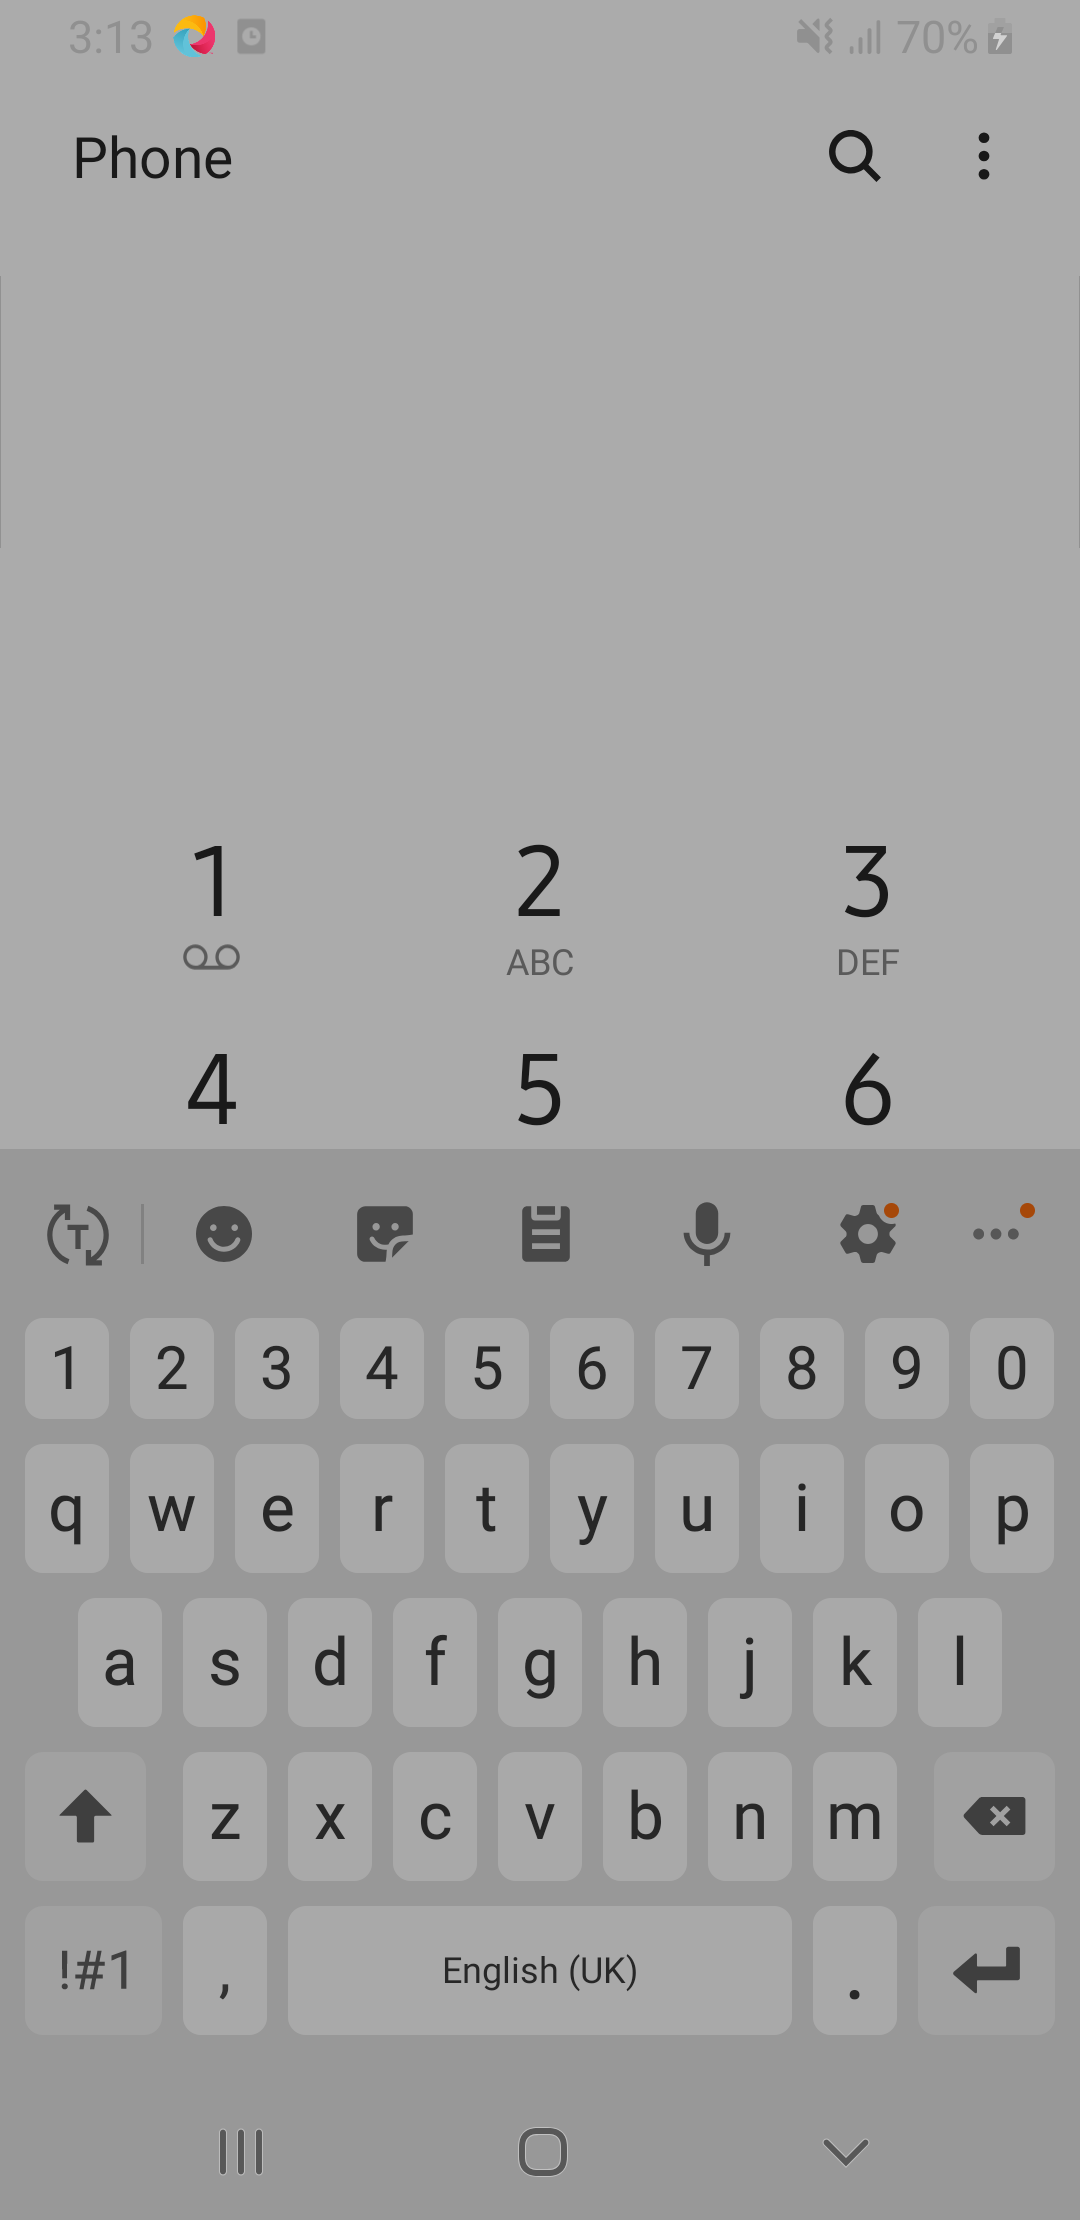 3:13 70%
Phone
1 2 3
ABC DEF
4 5 6
T
1 2 3 4 5 6 7 8 9 0
q w e r t y u i o p
a s d f g h j k l
z x c v b n m
!#1 , English (UK) .